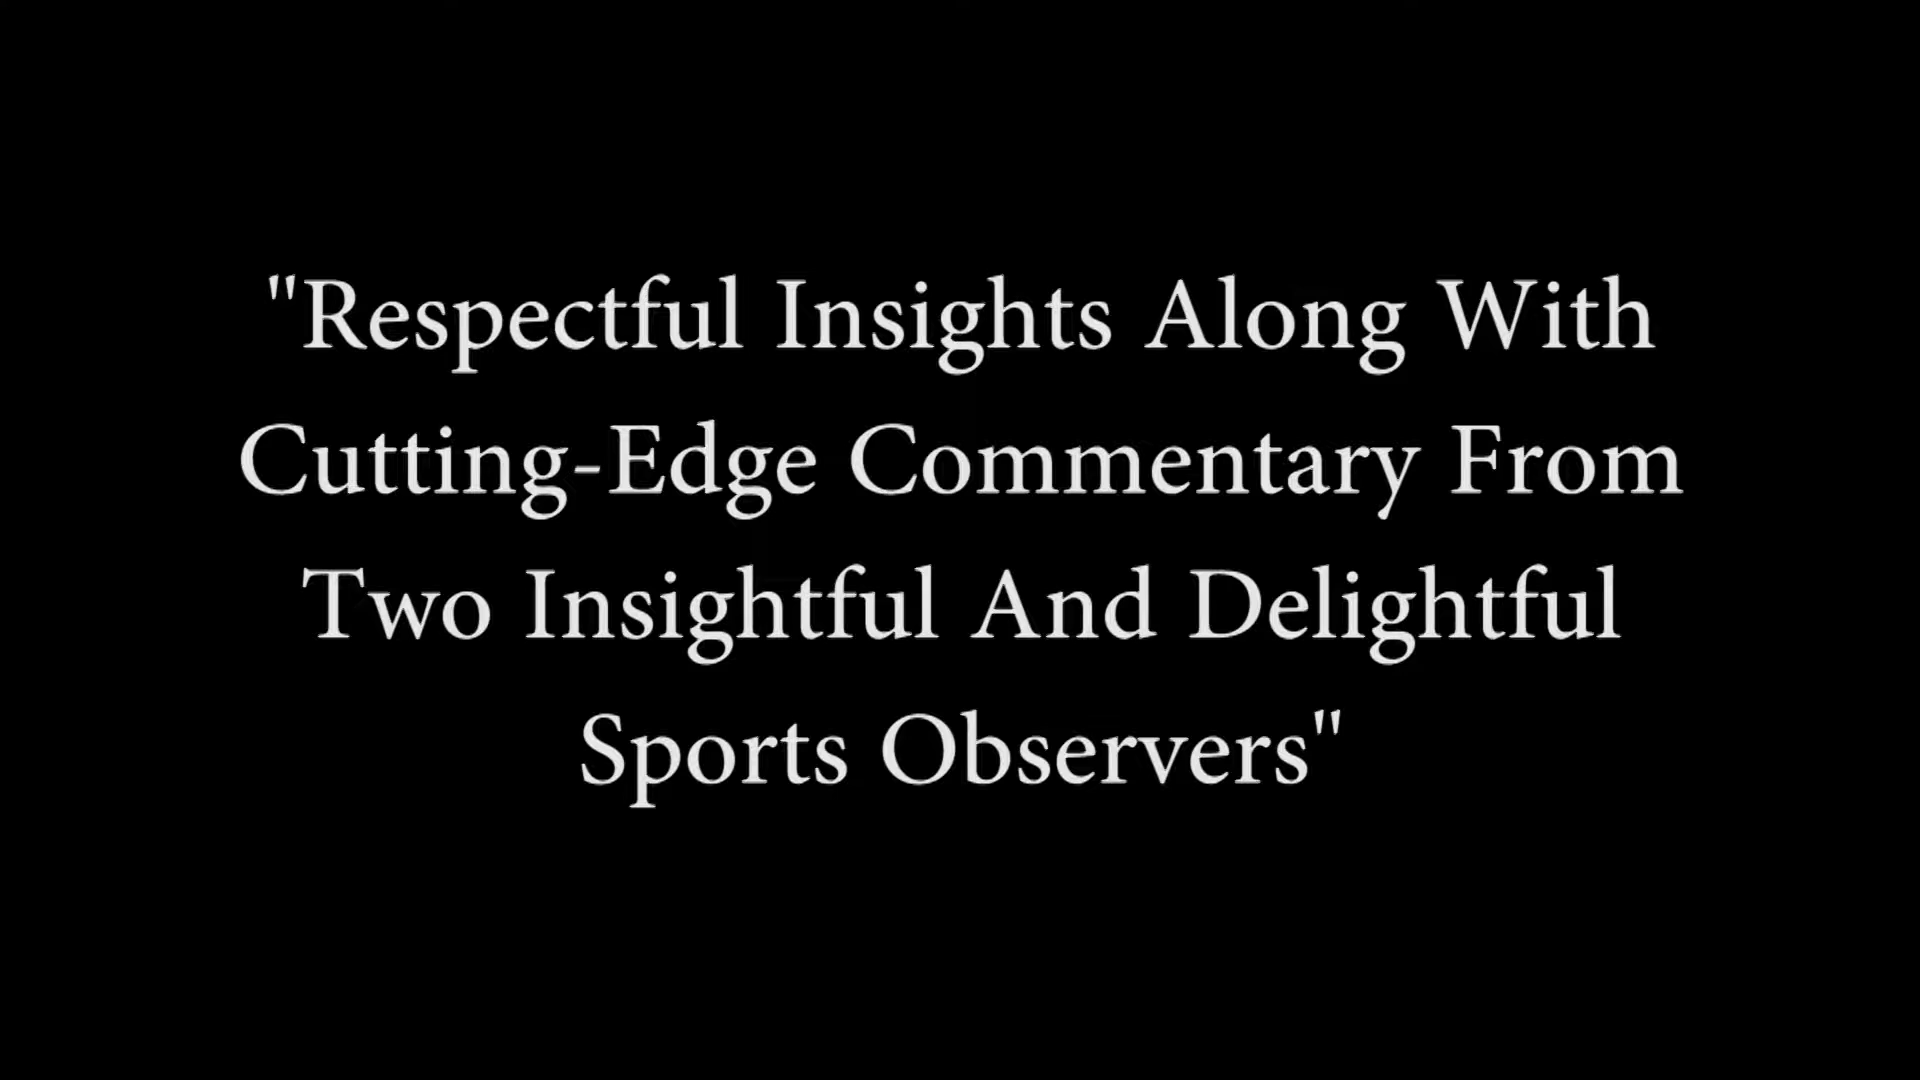 "Respectful Insights Along With
Cutting-Edge Commentary From
Two Insightful And Delightful
Sports Observers"